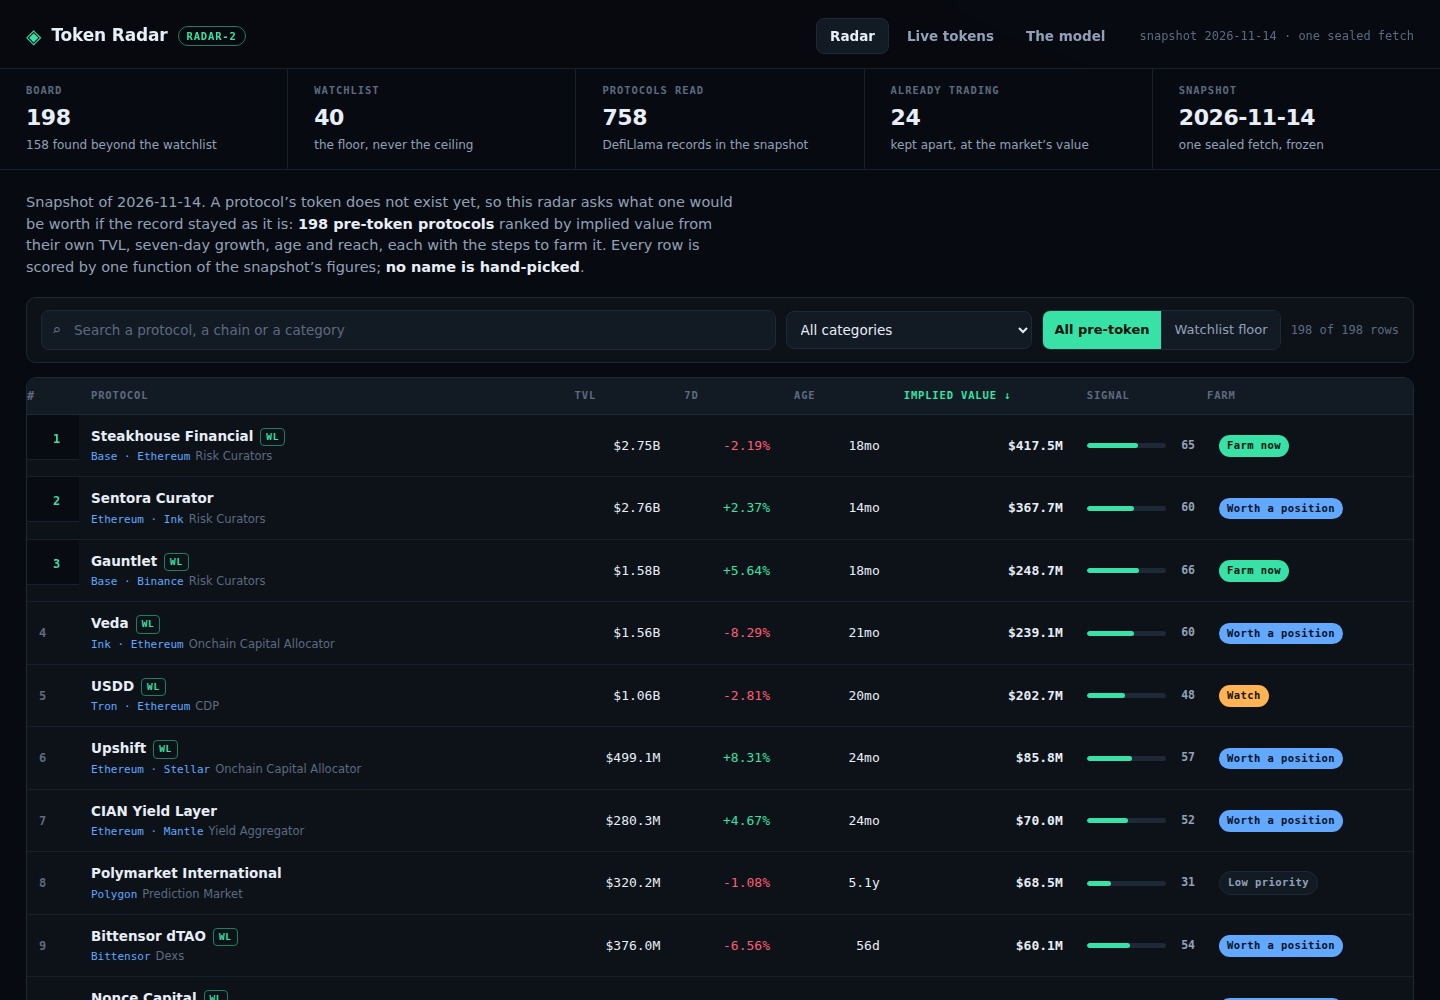 ◈ Token Radar RADAR-2 Radar Live tokens The model snapshot 2026-11-14 · one sealed fetch
BOARD WATCHLIST PROTOCOLS READ ALREADY TRADING SNAPSHOT
198 40 758 24 2026-11-14
158 found beyond the watchlist the floor, never the ceiling DefiLlama records in the snapshot kept apart, at the market’s value one sealed fetch, frozen
Snapshot of 2026-11-14. A protocol’s token does not exist yet, so this radar asks what one would
be worth if the record stayed as it is: 198 pre-token protocols ranked by implied value from
their own TVL, seven-day growth, age and reach, each with the steps to farm it. Every row is
scored by one function of the snapshot’s figures; no name is hand-picked.
⌕ Search a protocol, a chain or a category All categories All pre-token Watchlist floor 198 of 198 rows
# PROTOCOL TVL 7D AGE IMPLIED VALUE ↓ SIGNAL FARM
1 Steakhouse Financial WL $2.75B -2.19% 18mo $417.5M 65 Farm now
Base · Ethereum Risk Curators
2 Sentora Curator $2.76B +2.37% 14mo $367.7M 60 Worth a position
Ethereum · Ink Risk Curators
3 Gauntlet WL $1.58B +5.64% 18mo $248.7M 66 Farm now
Base · Binance Risk Curators
4 Veda WL $1.56B -8.29% 21mo $239.1M 60 Worth a position
Ink · Ethereum Onchain Capital Allocator
5 USDD WL $1.06B -2.81% 20mo $202.7M 48 Watch
Tron · Ethereum CDP
6 Upshift WL $499.1M +8.31% 24mo $85.8M 57 Worth a position
Ethereum · Stellar Onchain Capital Allocator
7 CIAN Yield Layer $280.3M +4.67% 24mo $70.0M 52 Worth a position
Ethereum · Mantle Yield Aggregator
8 Polymarket International $320.2M -1.08% 5.1y $68.5M 31 Low priority
Polygon Prediction Market
9 Bittensor dTAO WL $376.0M -6.56% 56d $60.1M 54 Worth a position
Bittensor Dexs
Nonce Capital WL